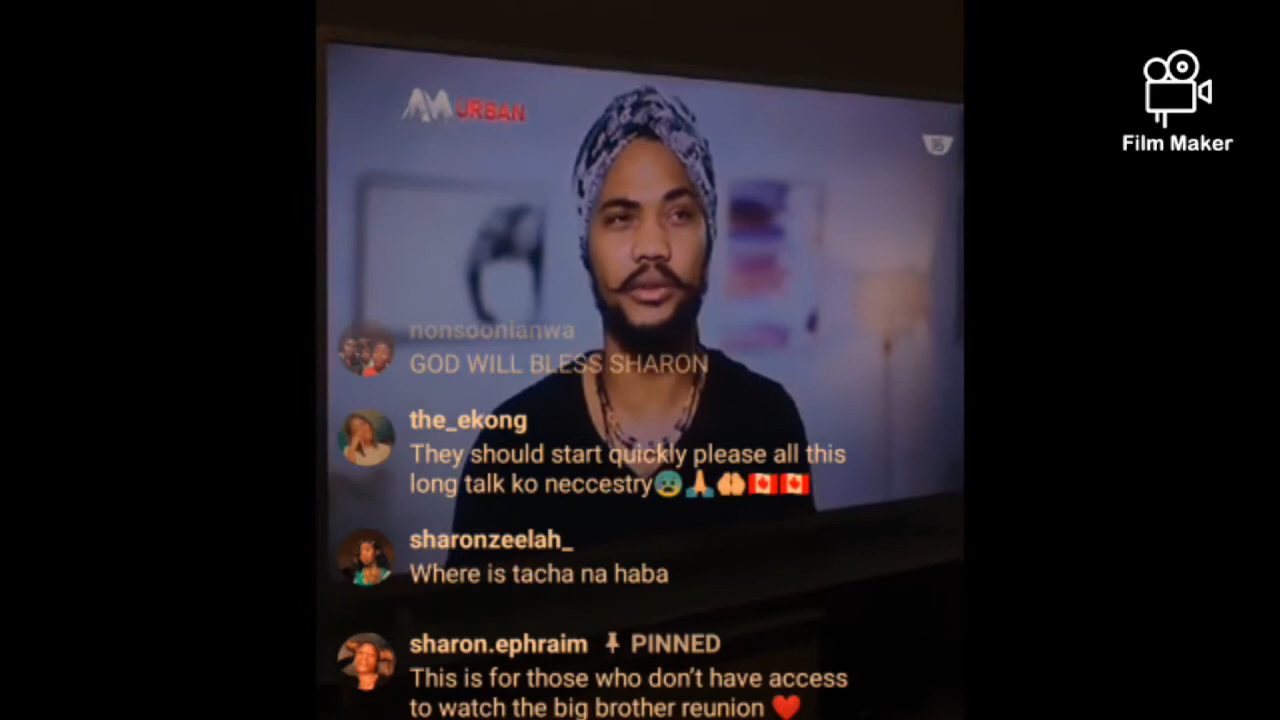 AM URBAN
16
Film Maker
nonsoonianwa
GOD WILL BLESS SHARON
the_ekong
They should start quickly please all this
long talk ko neccestry😰🙏🤲🇨🇦🇨🇦
sharonzeelah_
Where is tacha na haba
sharon.ephraim 📌 PINNED
This is for those who don't have access
to watch the big brother reunion ❤️